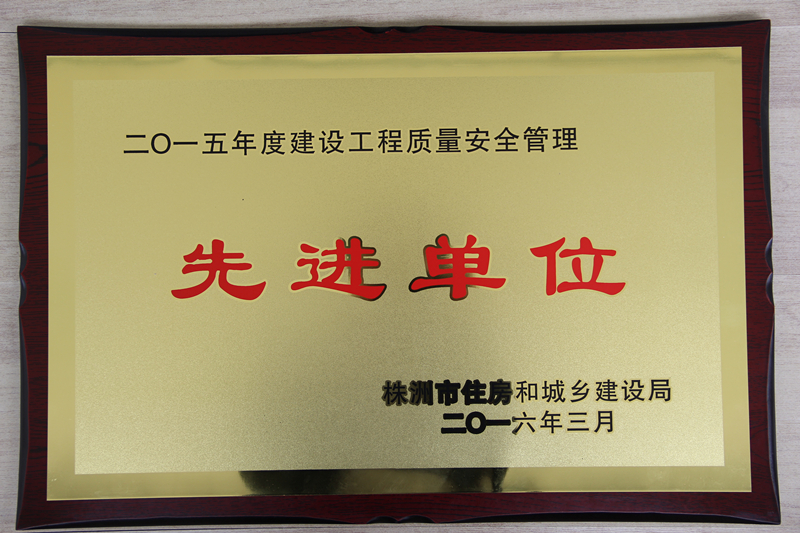 二〇一五年度建设工程质量安全管理
先进单位
株洲市住房和城乡建设局
二〇一六年三月